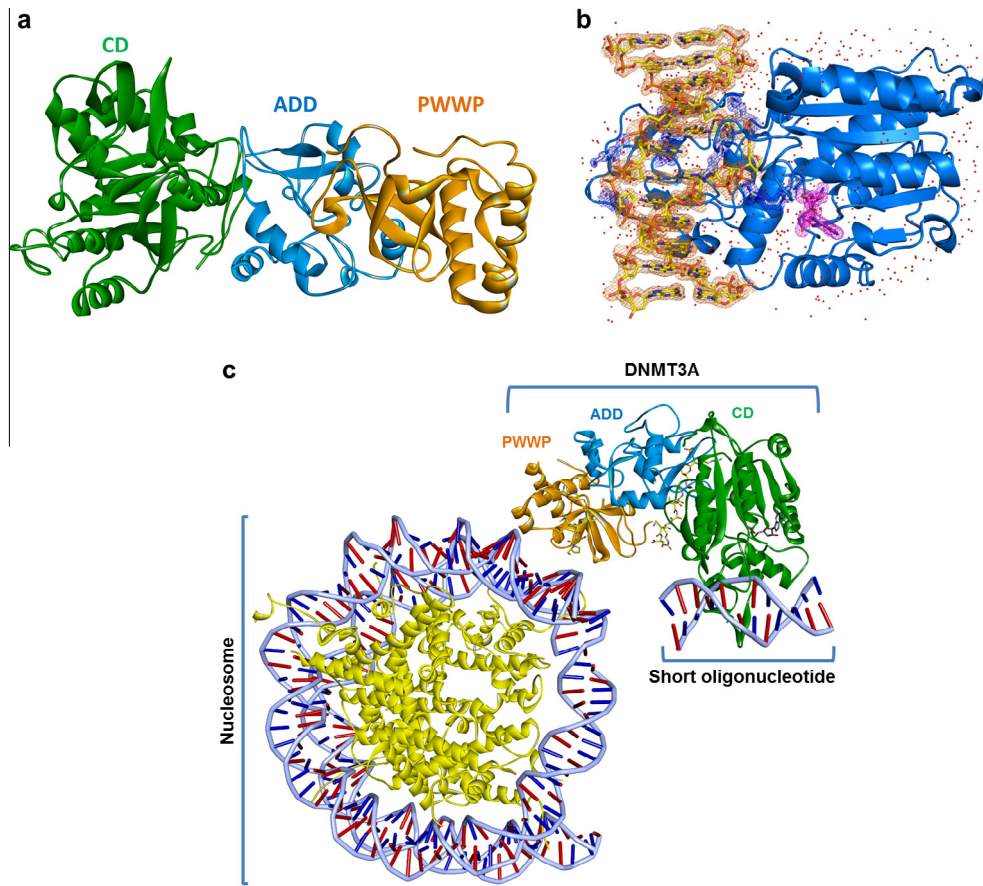 a
CD
ADD
PWWP
b
c
DNMT3A
ADD
CD
PWWP
Nucleosome
Short oligonucleotide